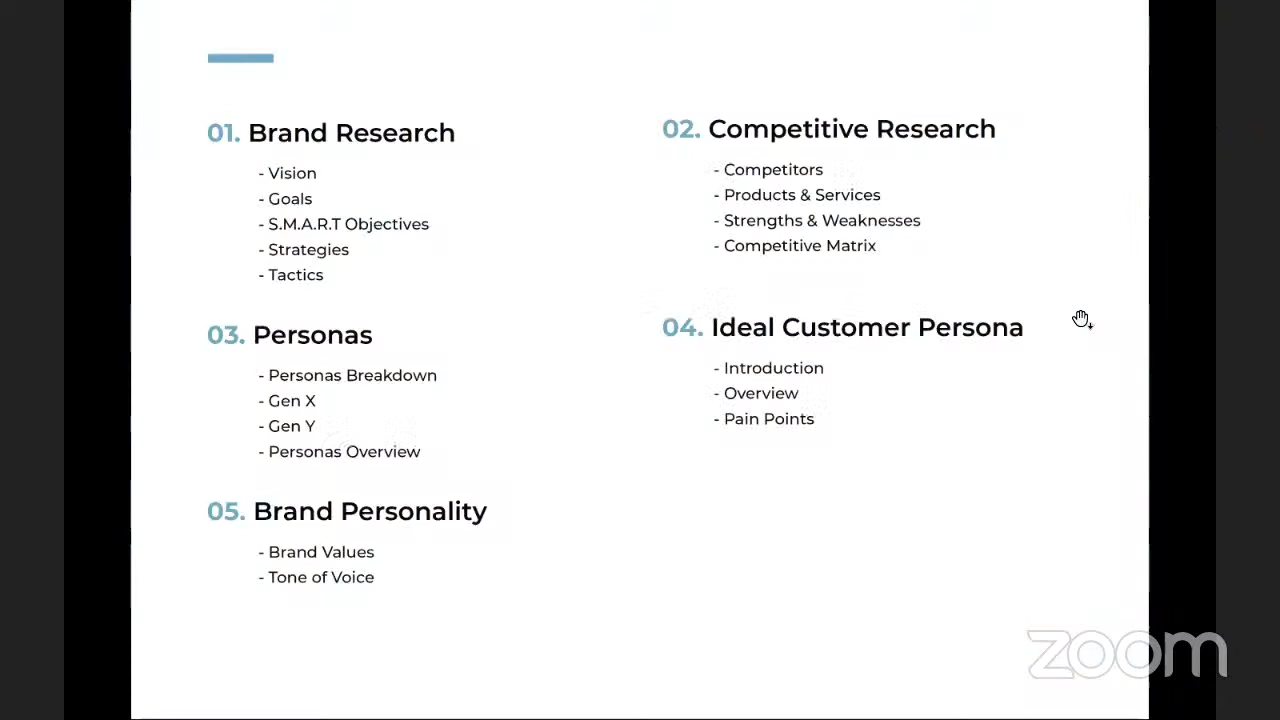 01. Brand Research
- Vision
- Goals
- S.M.A.R.T Objectives
- Strategies
- Tactics
02. Competitive Research
- Competitors
- Products & Services
- Strengths & Weaknesses
- Competitive Matrix
03. Personas
- Personas Breakdown
- Gen X
- Gen Y
- Personas Overview
04. Ideal Customer Persona
- Introduction
- Overview
- Pain Points
05. Brand Personality
- Brand Values
- Tone of Voice
zoom